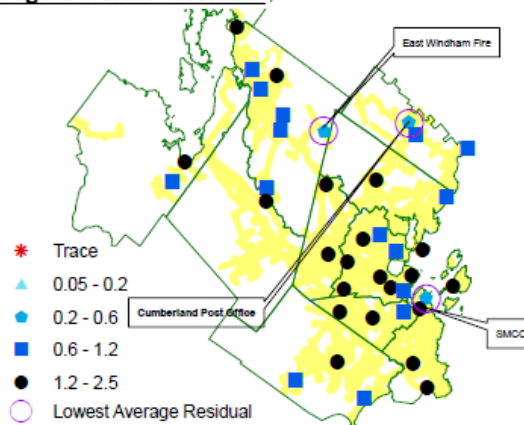 East Windham Fire
Trace
0.05 - 0.2
0.2 - 0.6
Cumberland Post Office
0.6 - 1.2
SMCC
1.2 - 2.5
Lowest Average Residual